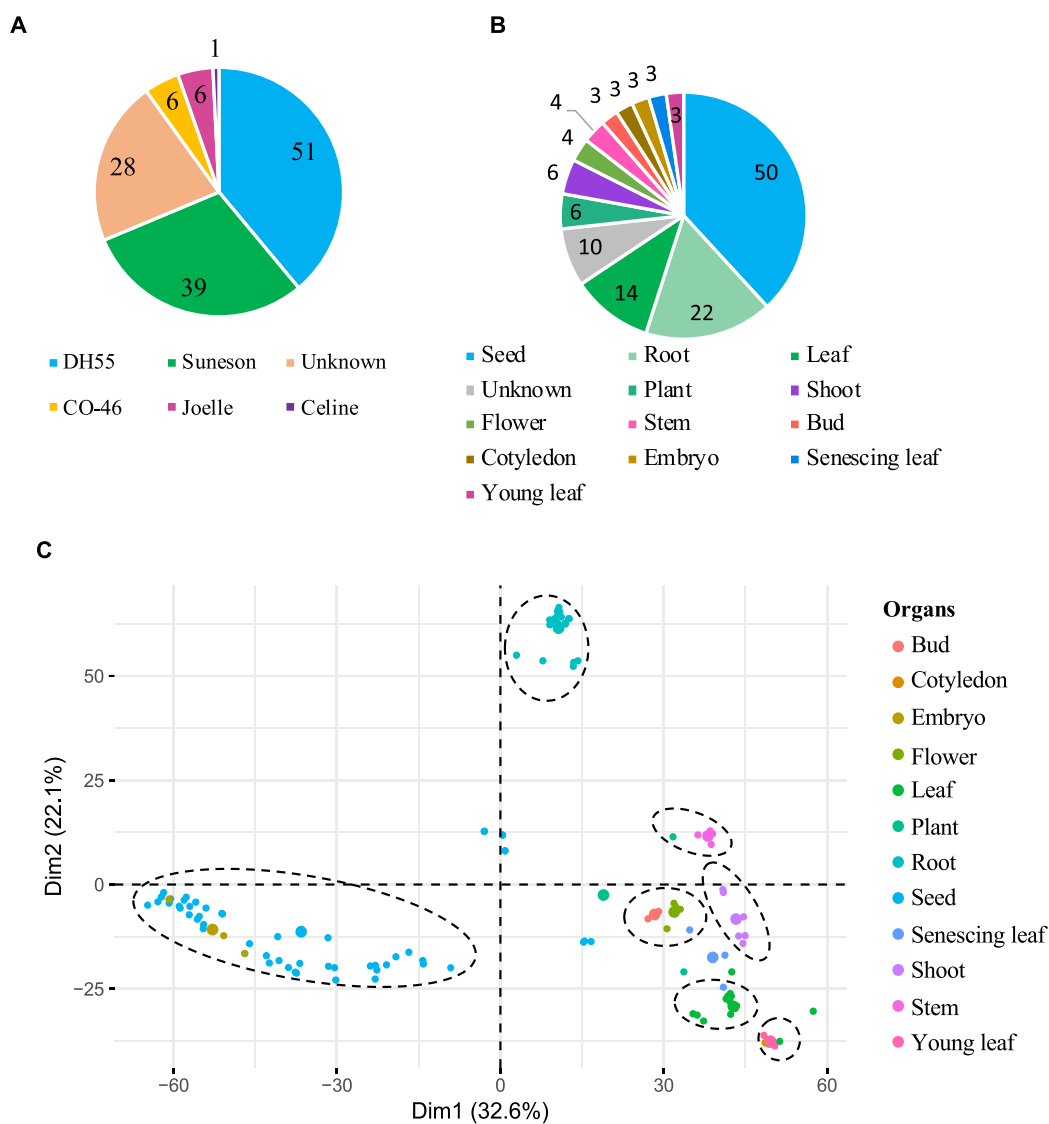 A
B
1
6
6
28
51
39
DH55
Suneson
Unknown
CO-46
Joelle
Celine
3
3
3
3
3
4
4
6
6
10
14
22
50
Seed
Root
Leaf
Unknown
Plant
Shoot
Flower
Stem
Bud
Cotyledon
Embryo
Senescing leaf
Young leaf
C
Dim2 (22.1%)
50
25
0
−25
−60
−30
0
30
60
Dim1 (32.6%)
Organs
Bud
Cotyledon
Embryo
Flower
Leaf
Plant
Root
Seed
Senescing leaf
Shoot
Stem
Young leaf